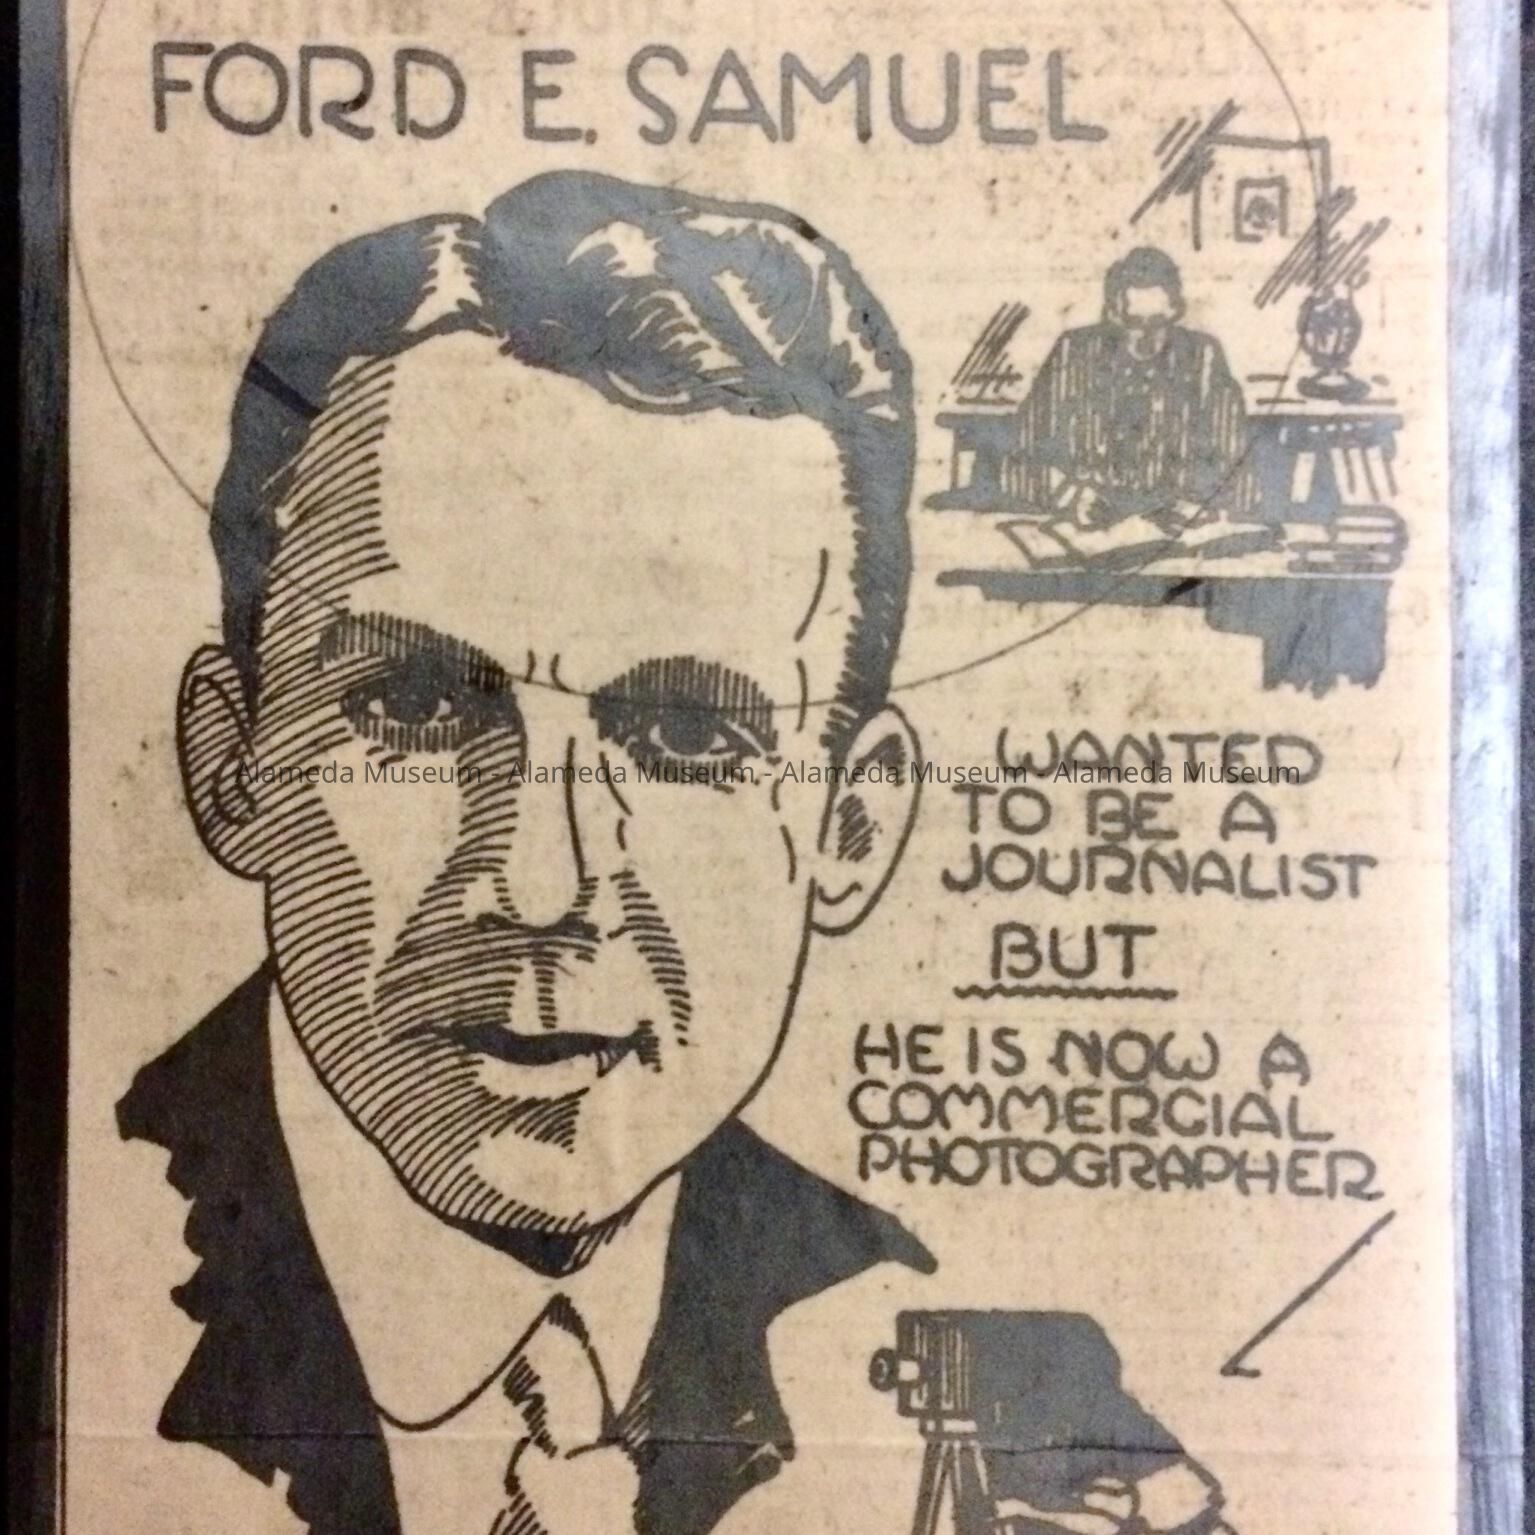 FORD E. SAMUEL
WANTED
TO BE A
JOURNALIST
BUT
HE IS NOW A
COMMERCIAL
PHOTOGRAPHER
Alameda Museum - Alameda Museum - Alameda Museum - Alameda Museum